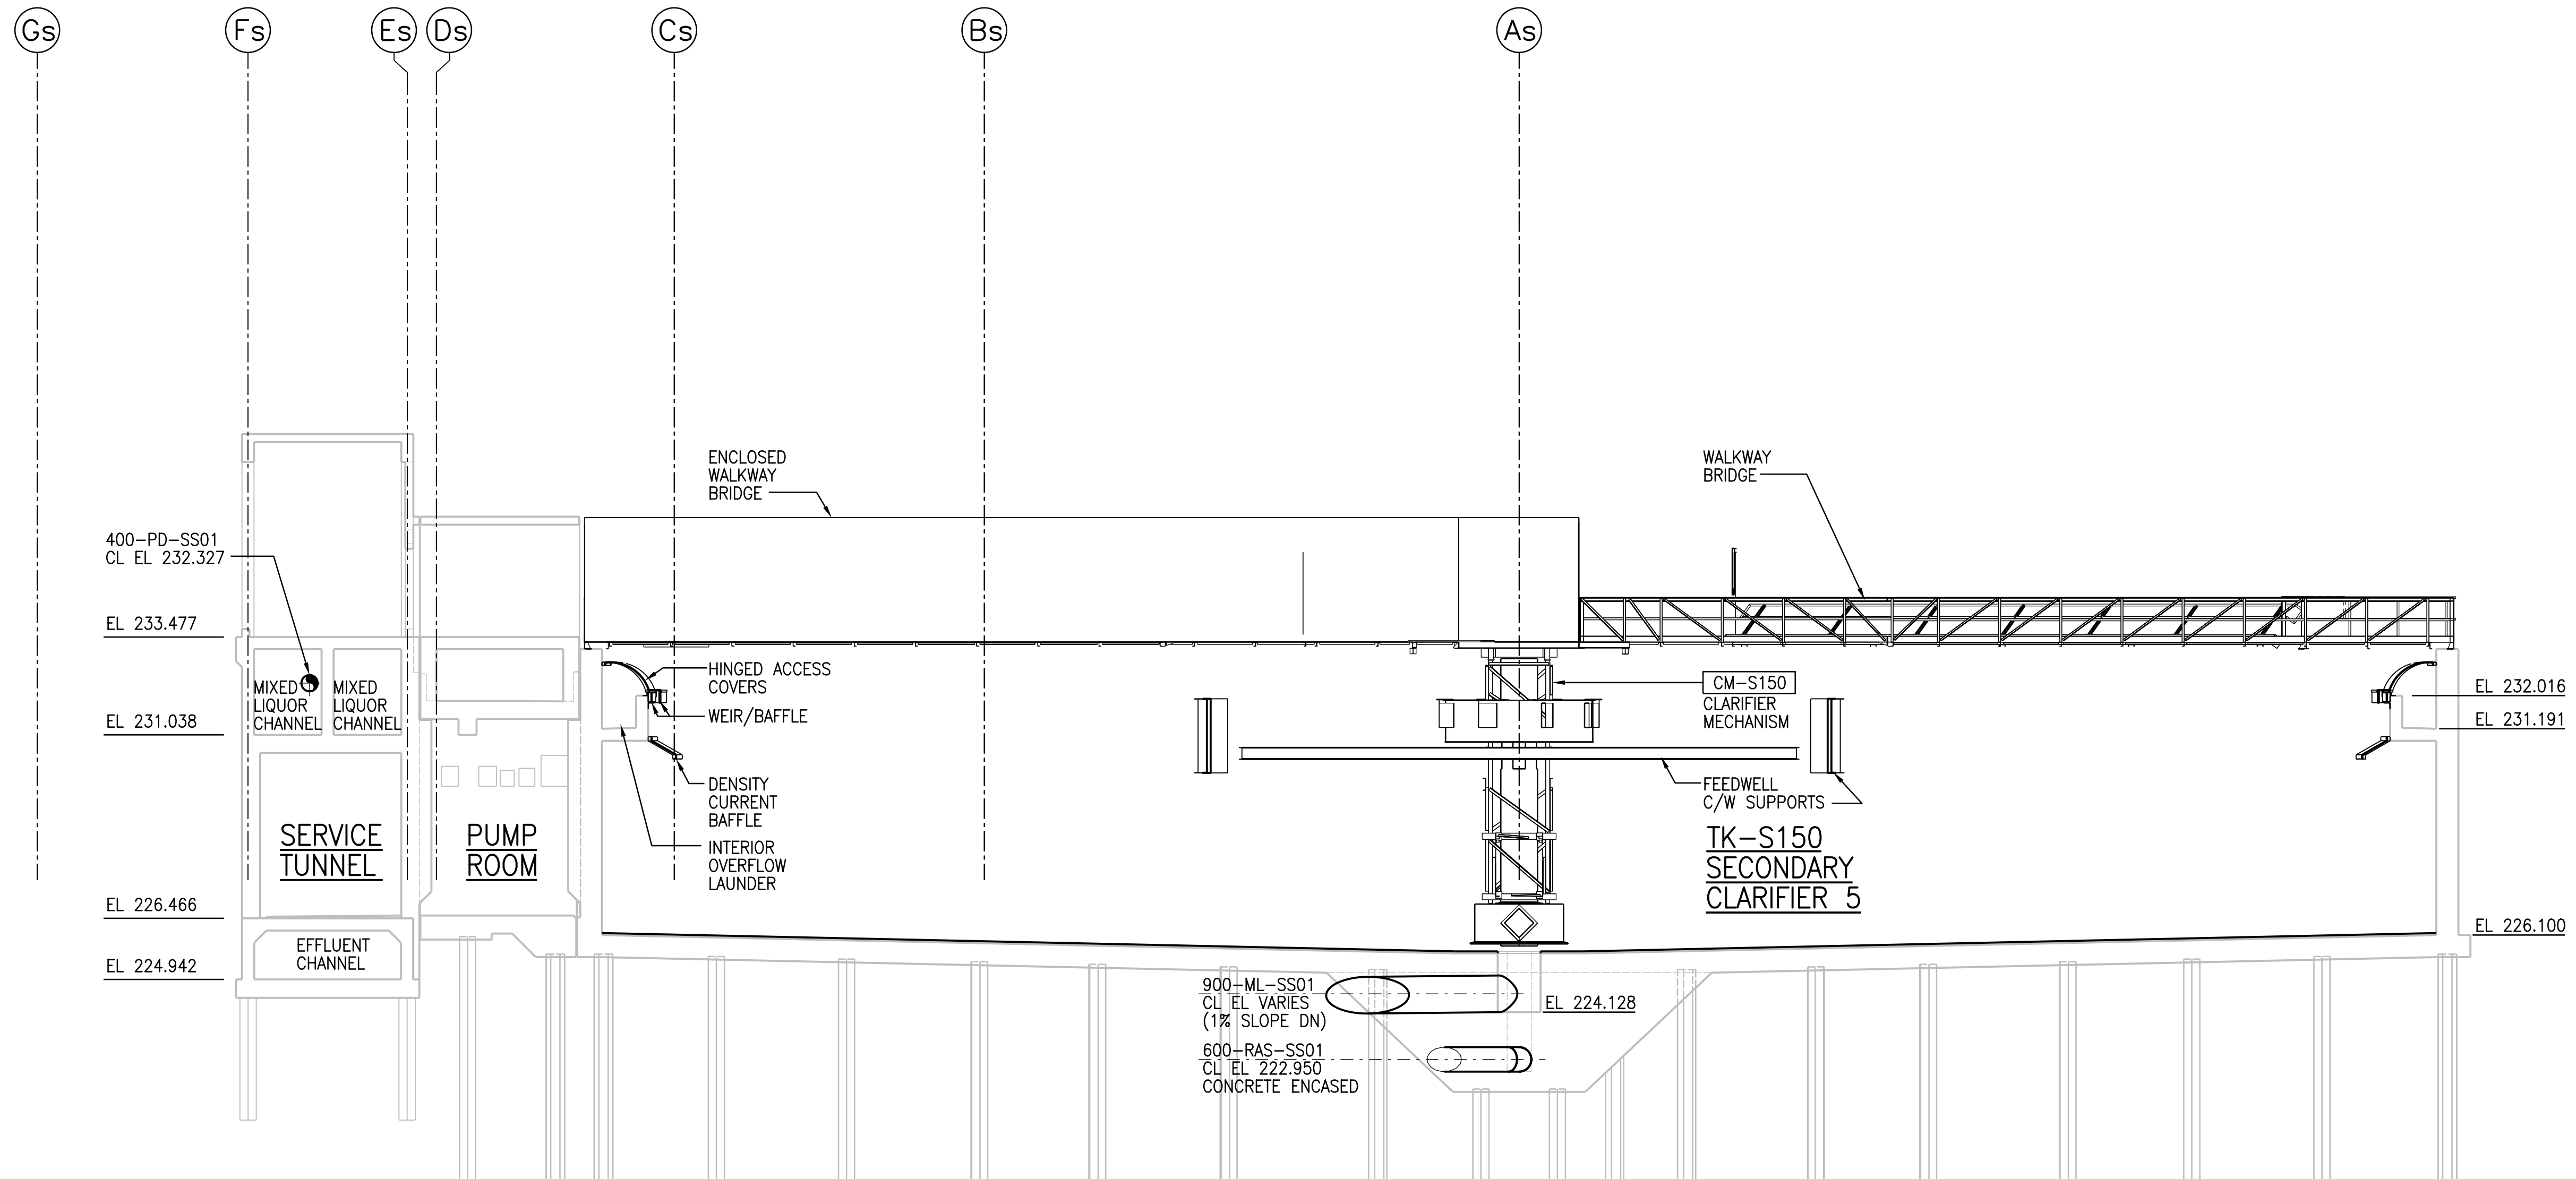 Gs
Fs
Es
Ds
Cs
Bs
As
ENCLOSED
WALKWAY
BRIDGE
WALKWAY
BRIDGE
400-PD-SS01
CL EL 232.327
EL 233.477
EL 231.038
EL 226.466
EL 224.942
MIXED
LIQUOR
CHANNEL
MIXED
LIQUOR
CHANNEL
SERVICE
TUNNEL
PUMP
ROOM
EFFLUENT
CHANNEL
HINGED ACCESS
COVERS
WEIR/BAFFLE
DENSITY
CURRENT
BAFFLE
INTERIOR
OVERFLOW
LAUNDER
CM-S150
CLARIFIER
MECHANISM
FEEDWELL
C/W SUPPORTS
TK-S150
SECONDARY
CLARIFIER 5
EL 232.016
EL 231.191
EL 226.100
900-ML-SS01
CL EL VARIES
(1% SLOPE DN)
EL 224.128
600-RAS-SS01
CL EL 222.950
CONCRETE ENCASED